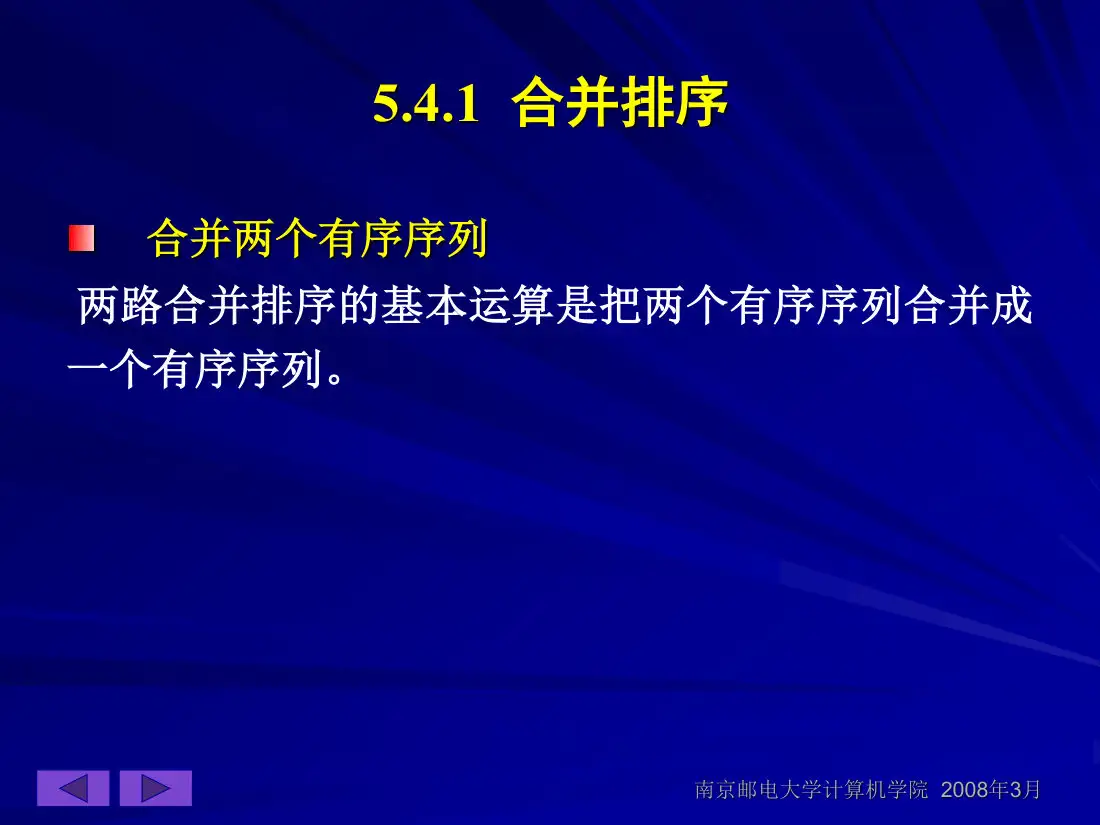 5.4.1 合并排序
合并两个有序序列
两路合并排序的基本运算是把两个有序序列合并成
一个有序序列。
南京邮电大学计算机学院 2008年3月